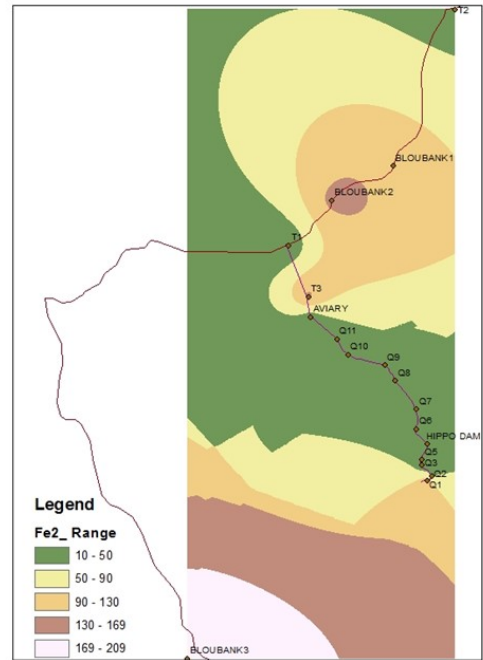 T2
BLOUBANK1
BLOUBANK2
T1
T3
AVIARY
Q11
Q10
Q9
Q8
Q7
Q6
HIPPO DAM
Q5
Q3
Q2
Q1
Legend
Fe2_ Range
10 - 50
50 - 90
90 - 130
130 - 169
169 - 209
BLOUBANK3